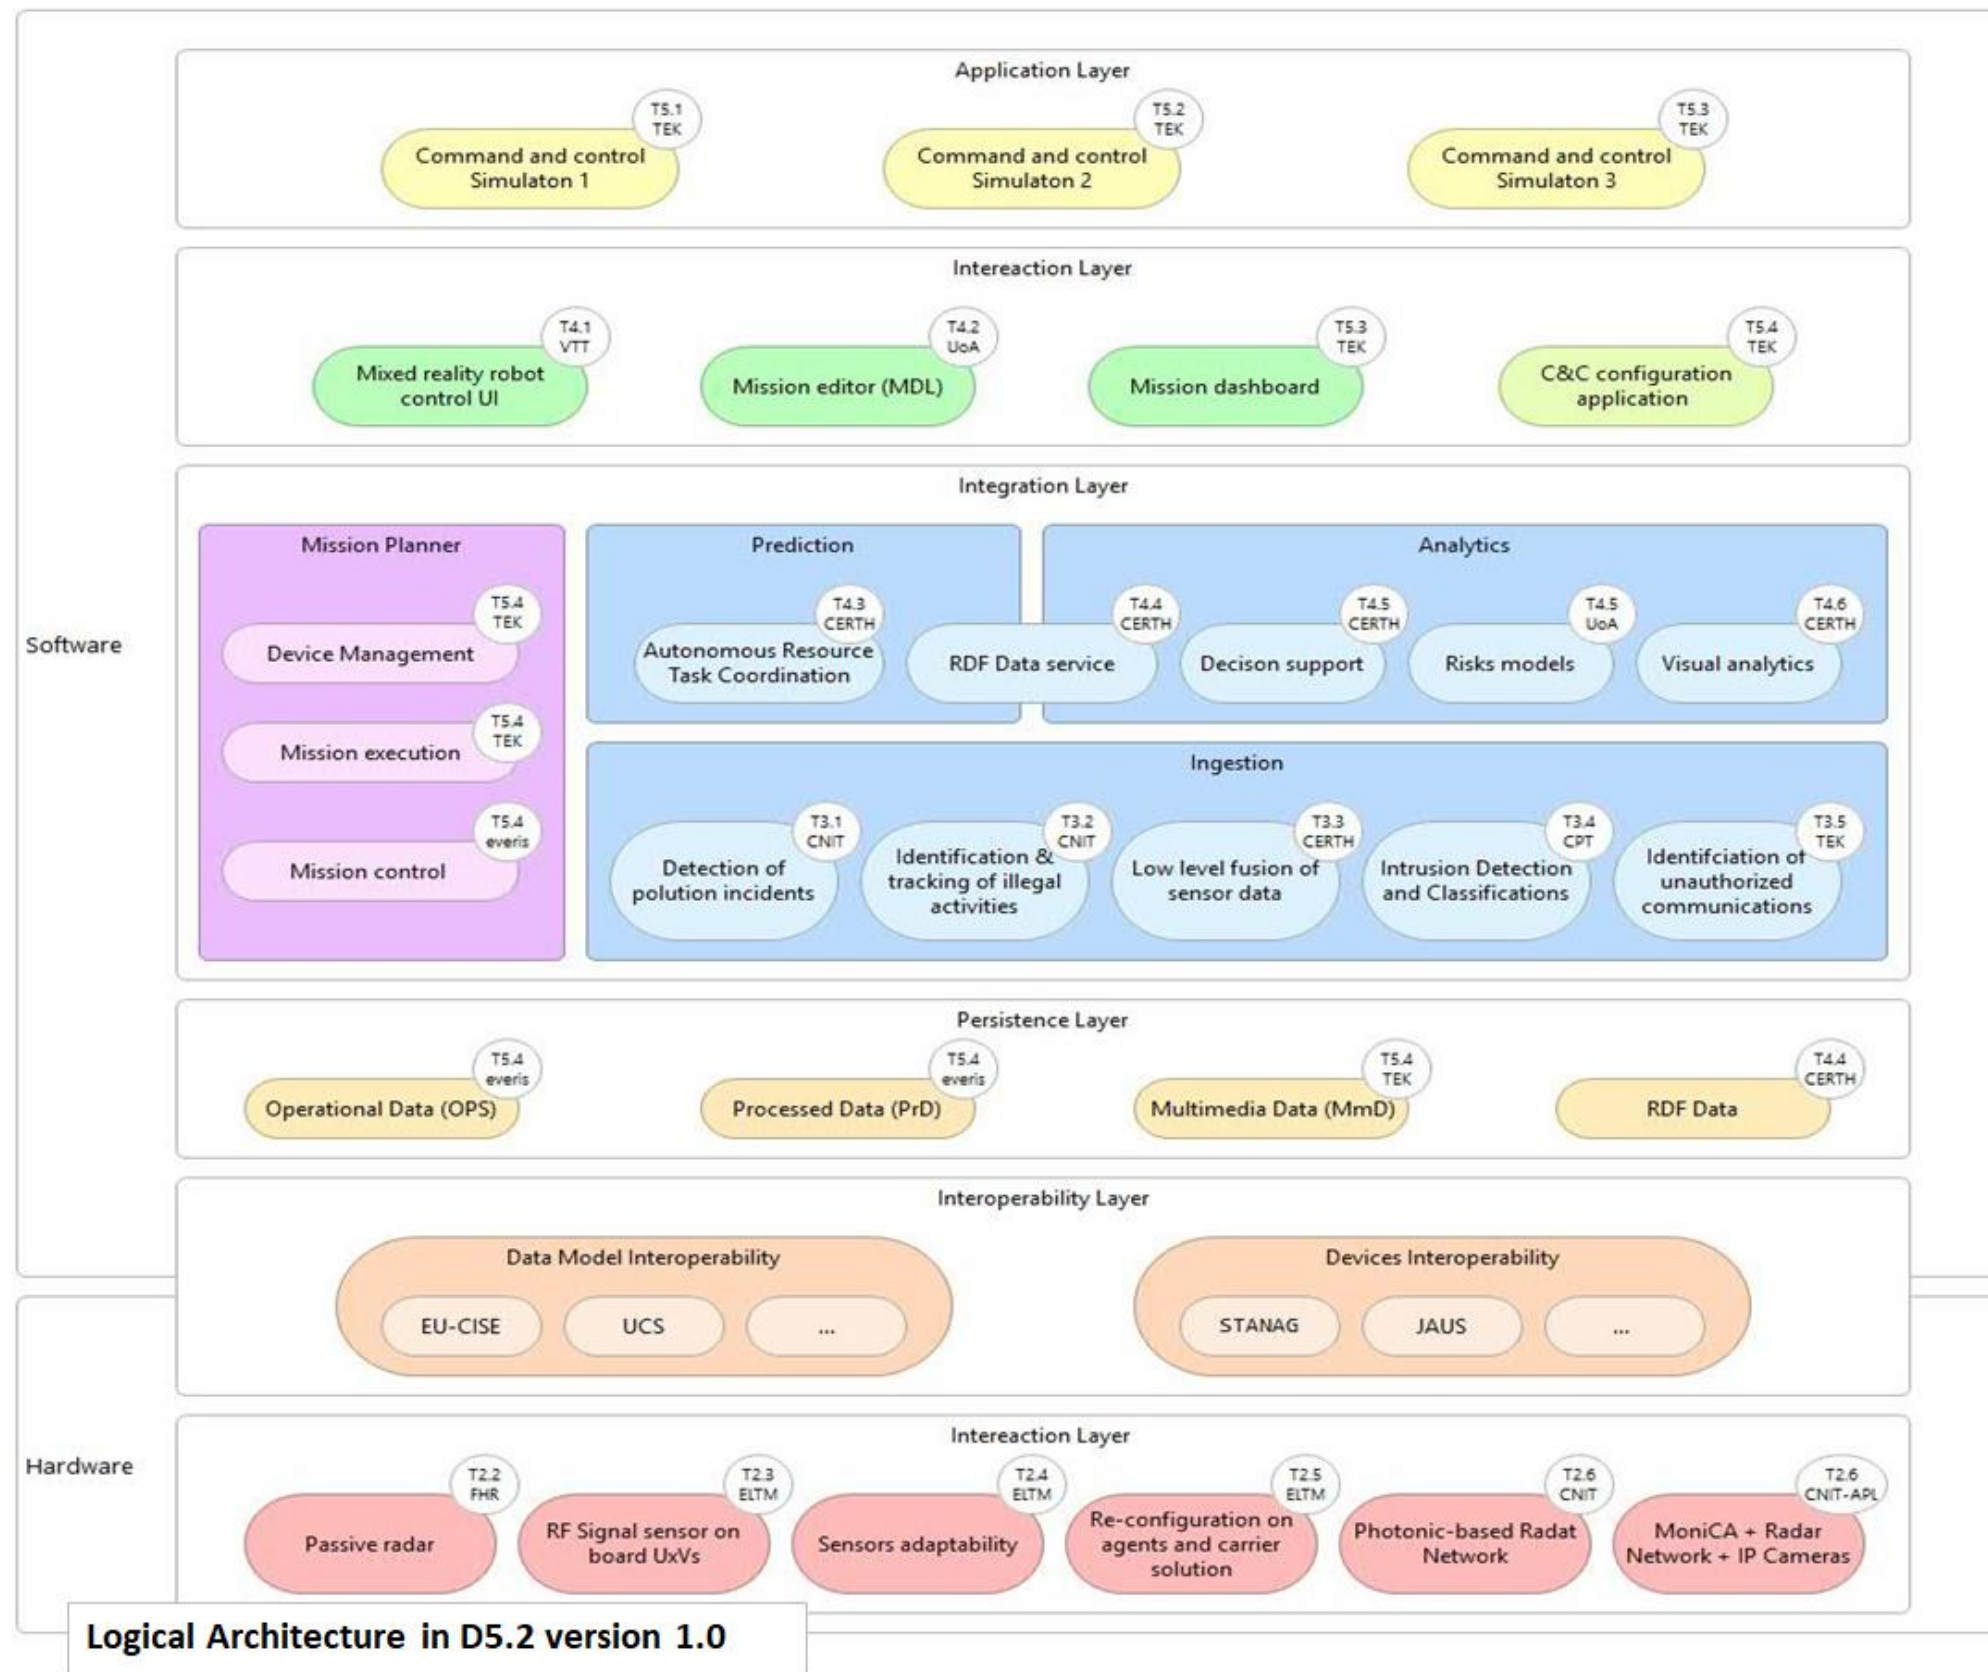 Application Layer
T5.1
TEK
Command and control
Simulaton 1
T5.2
TEK
Command and control
Simulaton 2
T5.3
TEK
Command and control
Simulaton 3
Intereaction Layer
T4.1
VTT
Mixed reality robot
control UI
T4.2
UoA
Mission editor (MDL)
T5.3
TEK
Mission dashboard
T5.4
TEK
C&C configuration
application
Software
Integration Layer
Mission Planner
T5.4
TEK
Device Management
T5.4
TEK
Mission execution
T5.4
everis
Mission control
Prediction
T4.3
CERTH
Autonomous Resource
Task Coordination
T4.4
CERTH
RDF Data service
Analytics
T4.5
CERTH
Decison support
T4.5
UoA
Risks models
T4.6
CERTH
Visual analytics
Ingestion
T3.1
CNIT
Detection of
polution incidents
T3.2
CNIT
Identification &
tracking of illegal
activities
T3.3
CERTH
Low level fusion of
sensor data
T3.4
CPT
Intrusion Detection
and Classifications
T3.5
TEK
Identifciation of
unauthorized
communications
Persistence Layer
T5.4
everis
Operational Data (OPS)
T5.4
everis
Processed Data (PrD)
T5.4
TEK
Multimedia Data (MmD)
T4.4
CERTH
RDF Data
Interoperability Layer
Data Model Interoperability
EU-CISE
UCS
...
Devices Interoperability
STANAG
JAUS
...
Hardware
Intereaction Layer
T2.2
FHR
Passive radar
T2.3
ELTM
RF Signal sensor on
board UxVs
T2.4
ELTM
Sensors adaptability
T2.5
ELTM
Re-configuration on
agents and carrier
solution
T2.6
CNIT
Photonic-based Radat
Network
T2.6
CNIT-APL
MoniCA + Radar
Network + IP Cameras
Logical Architecture in D5.2 version 1.0